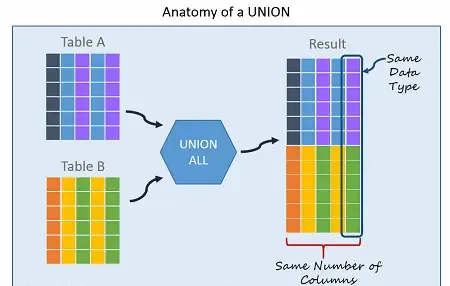 Anatomy of a UNION
Table A
Result
Same
Data
Type
UNION
ALL
Table B
Same Number of
Columns